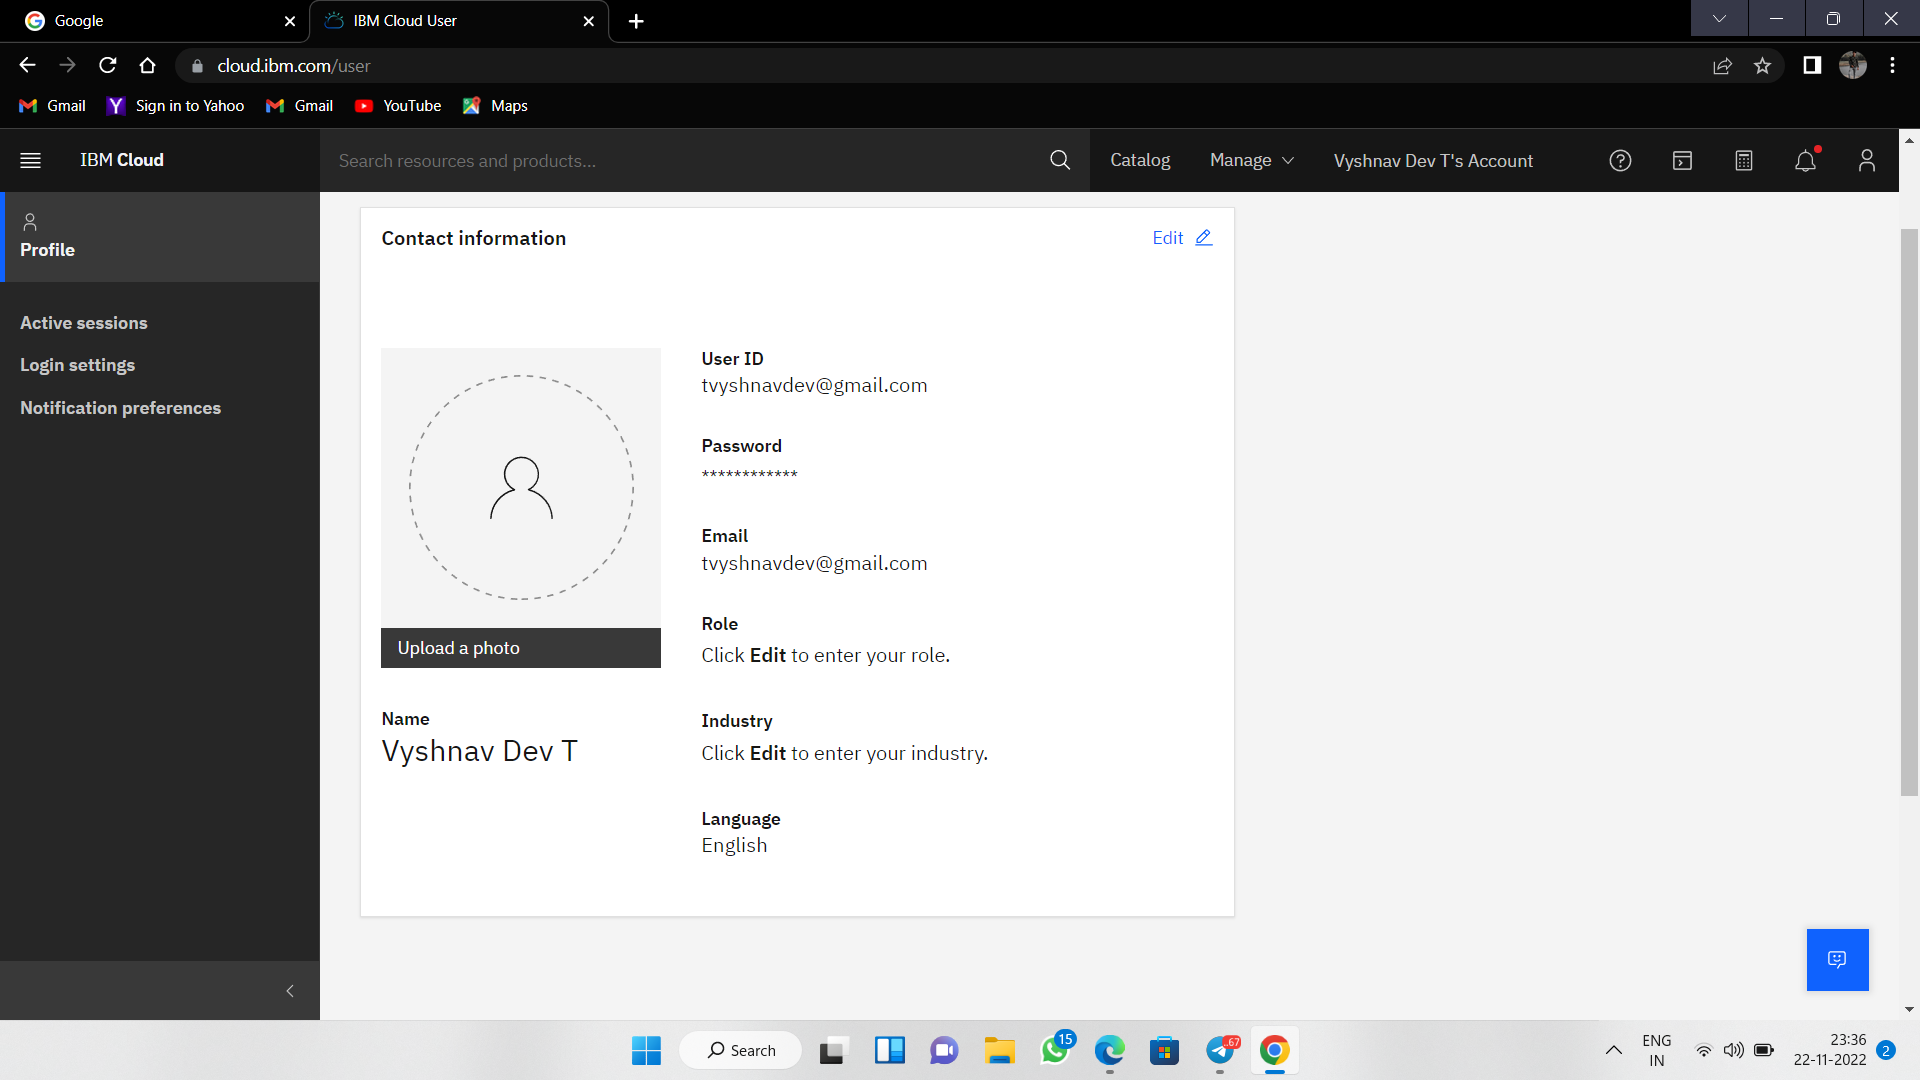 Google
IBM Cloud User
cloud.ibm.com/user
Gmail
Sign in to Yahoo
Gmail
YouTube
Maps
IBM Cloud
Search resources and products...
Catalog
Manage
Vyshnav Dev T's Account
Profile
Active sessions
Login settings
Notification preferences
Contact information
Edit
User ID
tvyshnavdev@gmail.com
Password
************
Email
tvyshnavdev@gmail.com
Role
Click Edit to enter your role.
Upload a photo
Name
Vyshnav Dev T
Industry
Click Edit to enter your industry.
Language
English
Search
15
..67
ENG
IN
23:36
22-11-2022
2